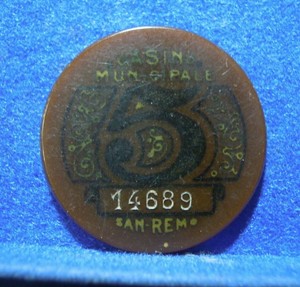 CASINO
MUNICIPALE
5
14689
SAN REMO